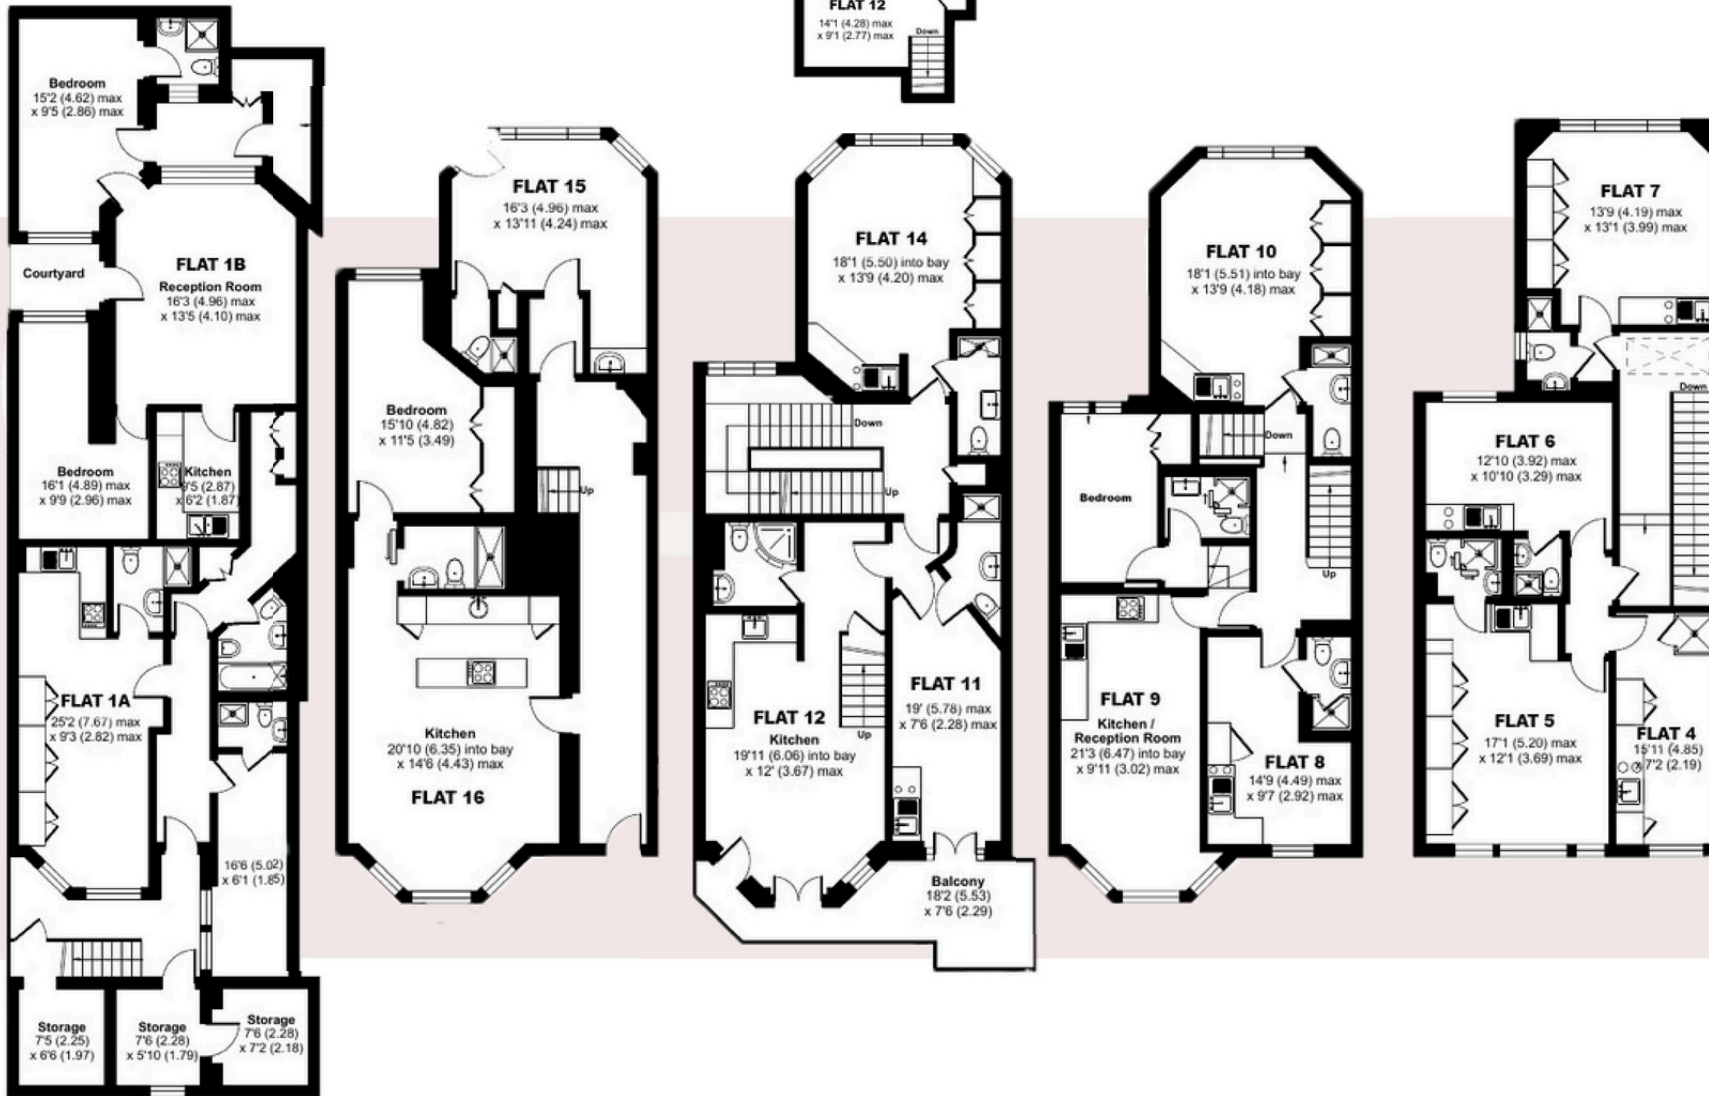 FLAT 12
14'1 (4.28) max
x 9'1 (2.77) max
Down
Bedroom
15'2 (4.62) max
x 9'5 (2.86) max
FLAT 1B
Reception Room
16'3 (4.96) max
x 13'5 (4.10) max
Courtyard
Bedroom
16'1 (4.89) max
x 9'9 (2.96) max
Kitchen
9'5 (2.87)
x 6'2 (1.87)
FLAT 1A
25'2 (7.67) max
x 9'3 (2.82) max
16'6 (5.02)
x 6'1 (1.85)
Storage
7'5 (2.25)
x 6'6 (1.97)
Storage
7'6 (2.28)
x 5'10 (1.79)
Storage
7'6 (2.28)
x 7'2 (2.18)
FLAT 15
16'3 (4.96) max
x 13'11 (4.24) max
Bedroom
15'10 (4.82)
x 11'5 (3.49)
Up
Kitchen
20'10 (6.35) into bay
x 14'6 (4.43) max
FLAT 16
FLAT 14
18'1 (5.50) into bay
x 13'9 (4.20) max
Down
Up
FLAT 12
Kitchen
19'11 (6.06) into bay
x 12' (3.67) max
Up
FLAT 11
19' (5.78) max
x 7'6 (2.28) max
Balcony
18'2 (5.53)
x 7'6 (2.29)
FLAT 10
18'1 (5.51) into bay
x 13'9 (4.18) max
Down
Bedroom
Up
FLAT 9
Kitchen /
Reception Room
21'3 (6.47) into bay
x 9'11 (3.02) max
FLAT 8
14'9 (4.49) max
x 9'7 (2.92) max
FLAT 7
13'9 (4.19) max
x 13'1 (3.99) max
Down
FLAT 6
12'10 (3.92) max
x 10'10 (3.29) max
FLAT 5
17'1 (5.20) max
x 12'1 (3.69) max
FLAT 4
15'11 (4.85)
x 7'2 (2.19)